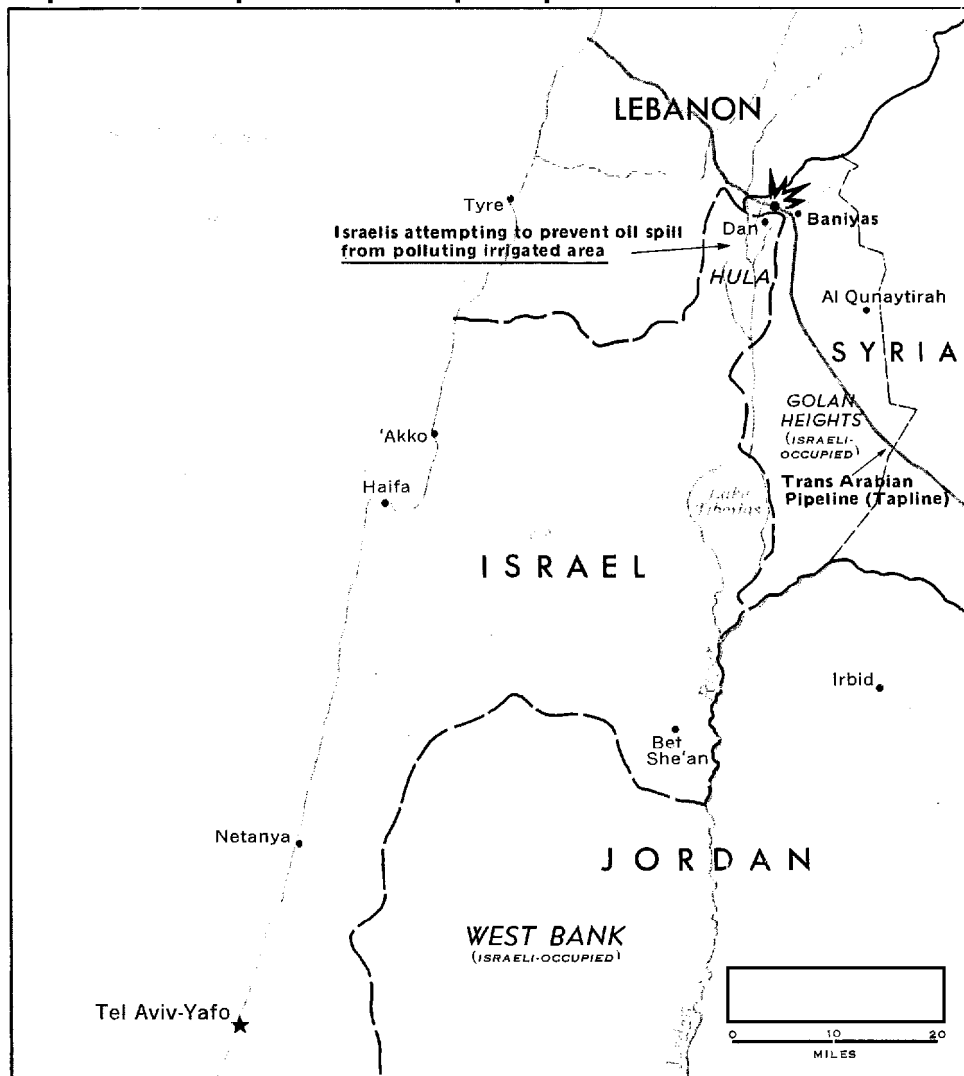 LEBANON
Tyre
Israelis attempting to prevent oil spill
from polluting irrigated area
Dan
Baniyas
HULA
Al Qunaytirah
SYRIA
GOLAN
HEIGHTS
(ISRAELI-
OCCUPIED)
'Akko
Haifa
Lake
Tiberias
Trans Arabian
Pipeline (Tapline)
ISRAEL
Irbid
Bet
She'an
Netanya
JORDAN
WEST BANK
(ISRAELI-OCCUPIED)
Tel Aviv-Yafo
0 10 20
MILES